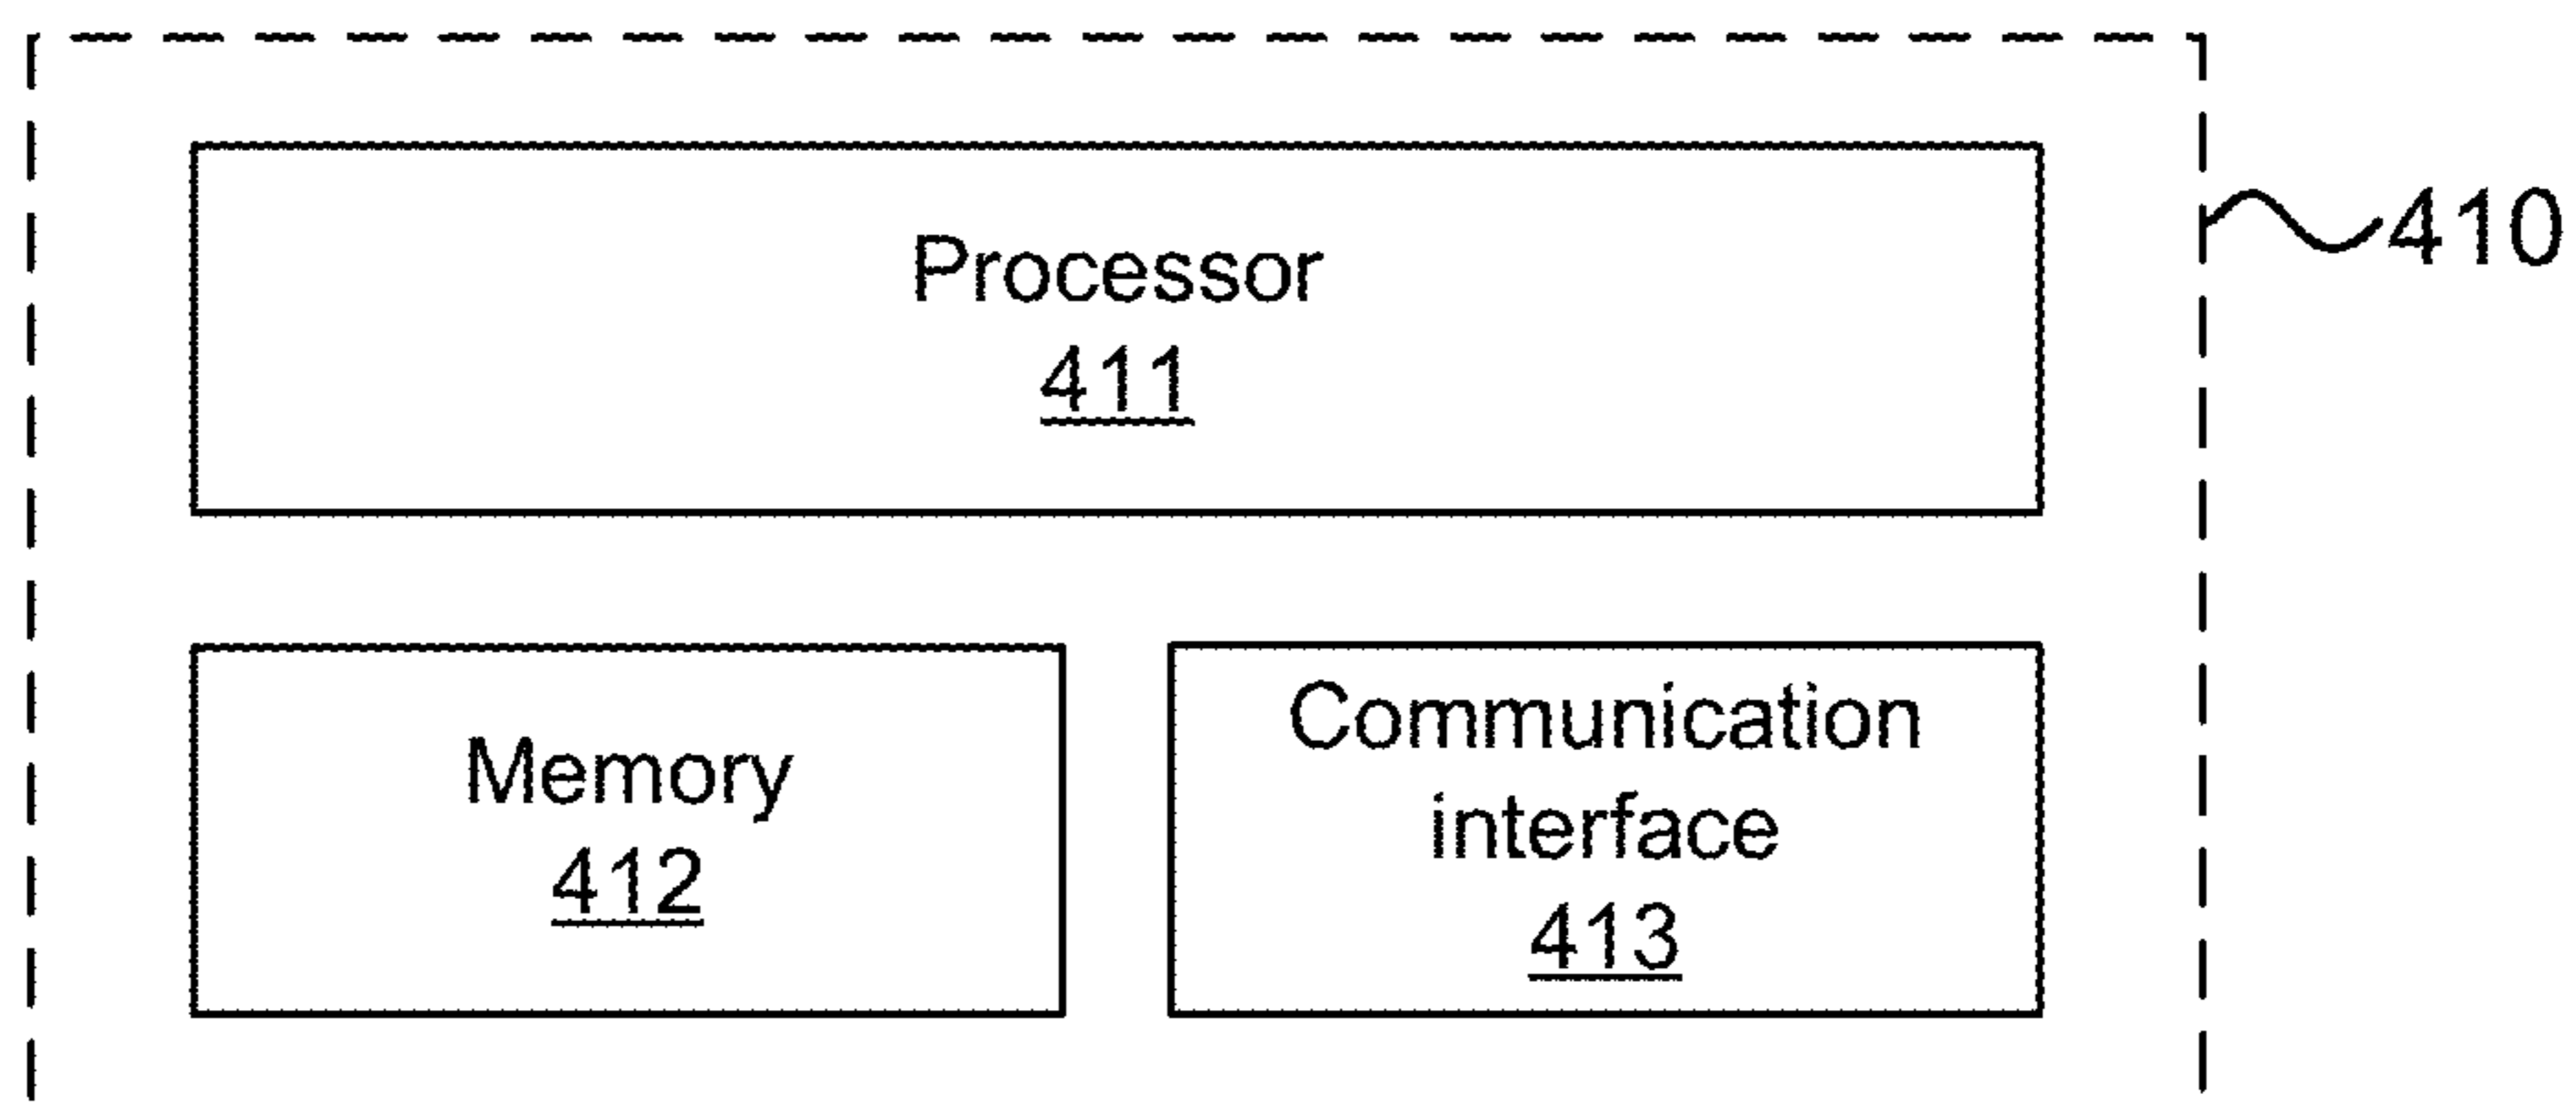 Processor
411
410
Memory
412
Communication
interface
413